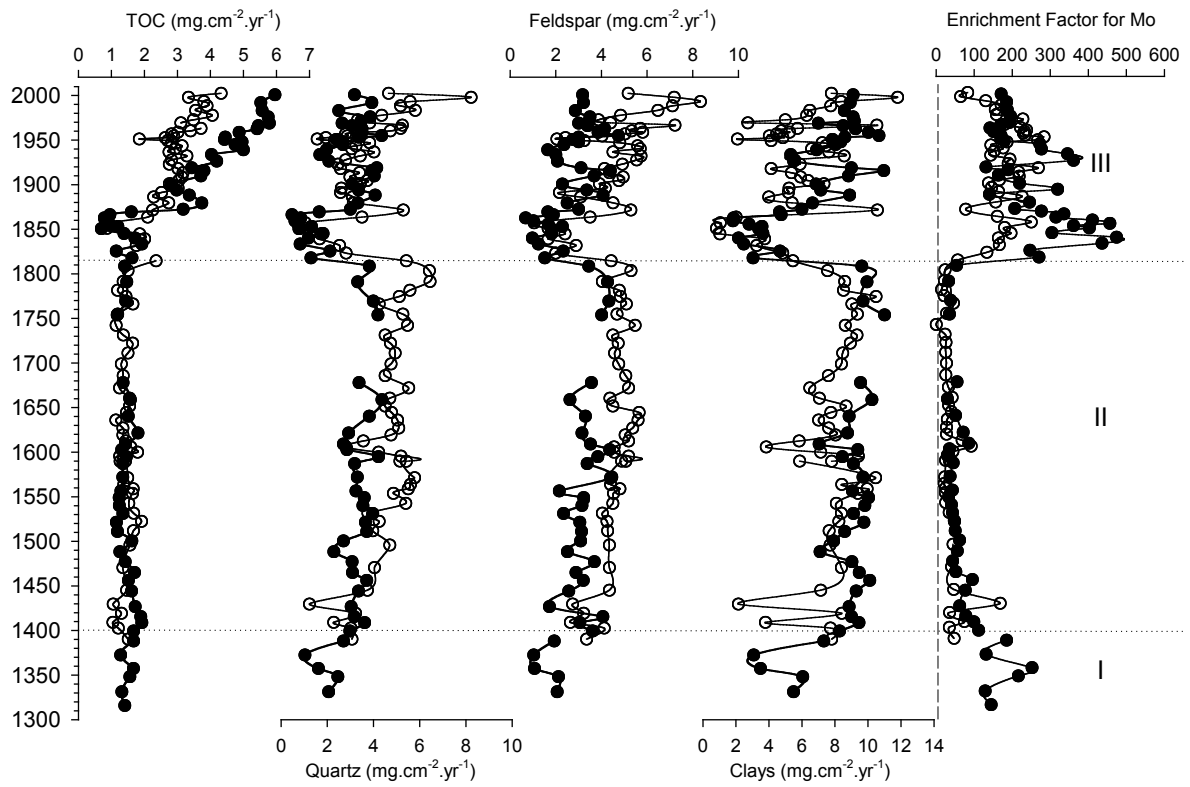 TOC (mg.cm⁻².yr⁻¹) Feldspar (mg.cm⁻².yr⁻¹) Enrichment Factor for Mo
0 1 2 3 4 5 6 7 0 2 4 6 8 10 0 100 200 300 400 500 600
2000
1950
III
1900
1850
1800
1750
1700
1650
II
1600
1550
1500
1450
1400
1350
I
1300
0 2 4 6 8 10 0 2 4 6 8 10 12 14
Quartz (mg.cm⁻².yr⁻¹) Clays (mg.cm⁻².yr⁻¹)